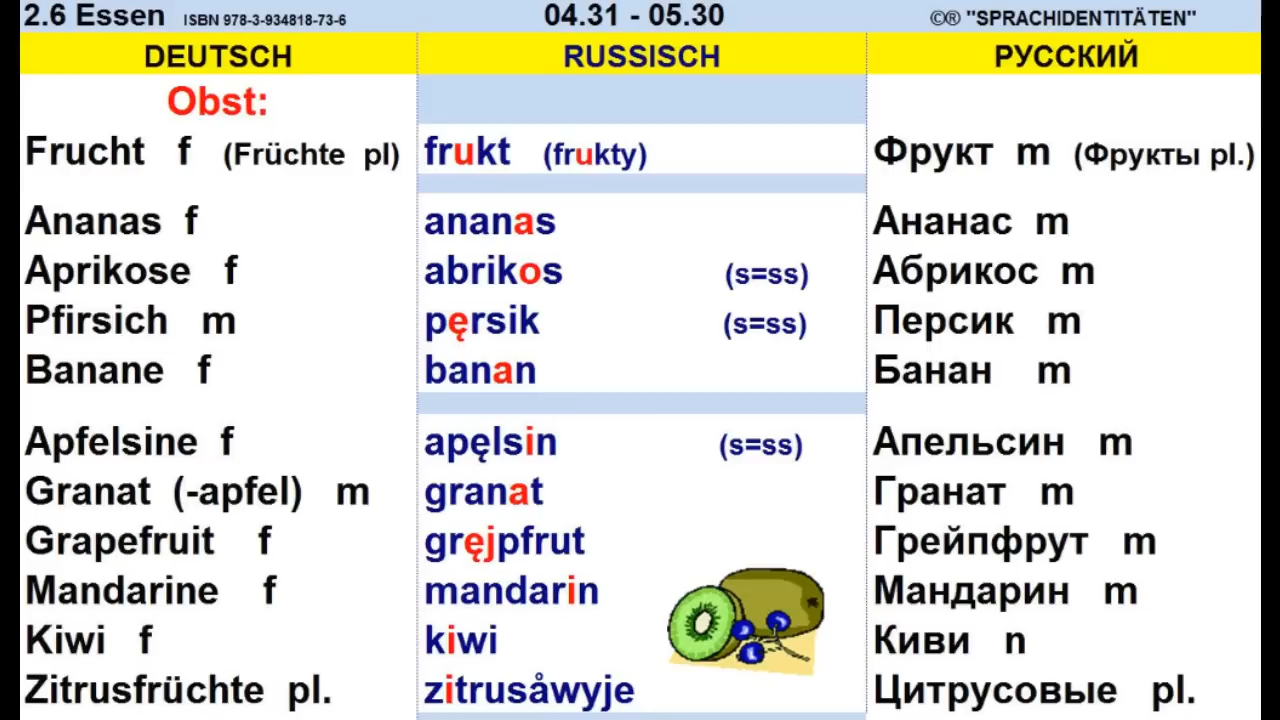 2.6 Essen ISBN 978-3-934818-73-6 04.31 - 05.30 ©® "SPRACHIDENTITÄTEN"
DEUTSCH RUSSISCH РУССКИЙ
Obst:
Frucht f (Früchte pl) frukt (frukty) Фрукт m (Фрукты pl.)
Ananas f ananas Ананас m
Aprikose f abrikos (s=ss) Абрикос m
Pfirsich m pęrsik (s=ss) Персик m
Banane f banan Банан m
Apfelsine f apęlsin (s=ss) Апельсин m
Granat (-apfel) m granat Гранат m
Grapefruit f gręjpfrut Грейпфрут m
Mandarine f mandarin Мандарин m
Kiwi f kiwi Киви n
Zitrusfrüchte pl. zitrusåwyje Цитрусовые pl.